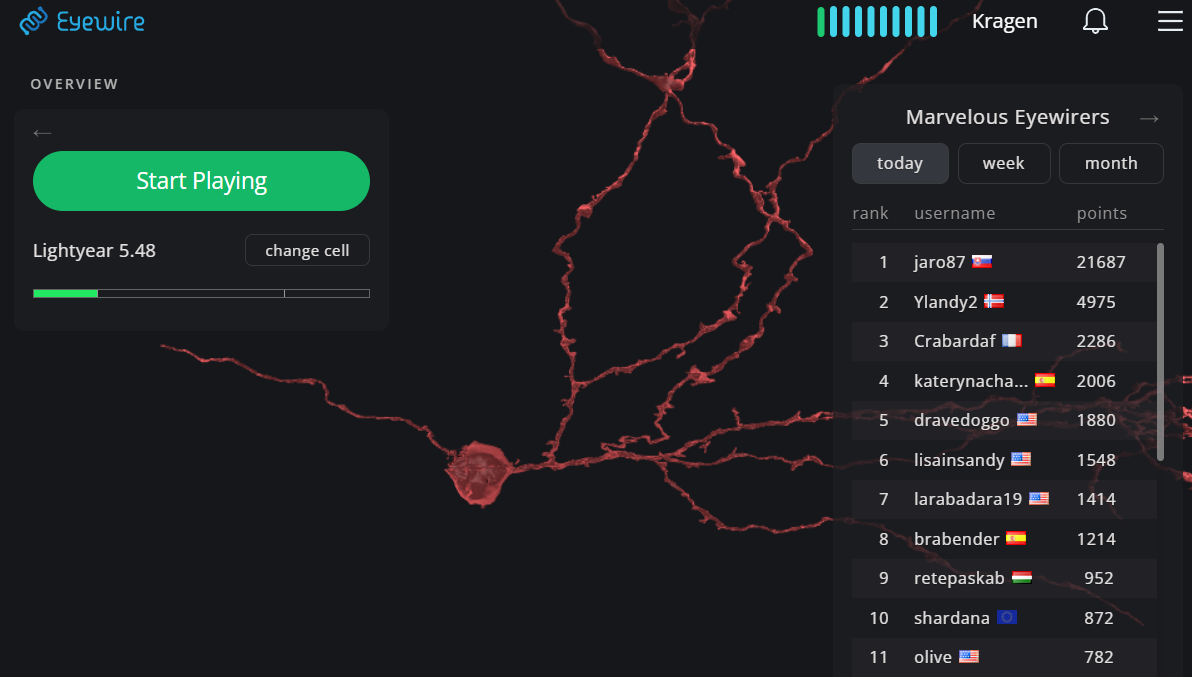 Eyewire
Kragen
OVERVIEW
←
Start Playing
Lightyear 5.48
change cell
Marvelous Eyewirers →
today week month
rank username points
1 jaro87 21687
2 Ylandy2 4975
3 Crabardaf 2286
4 katerynacha... 2006
5 dravedoggo 1880
6 lisainsandy 1548
7 larabadara19 1414
8 brabender 1214
9 retepaskab 952
10 shardana 872
11 olive 782